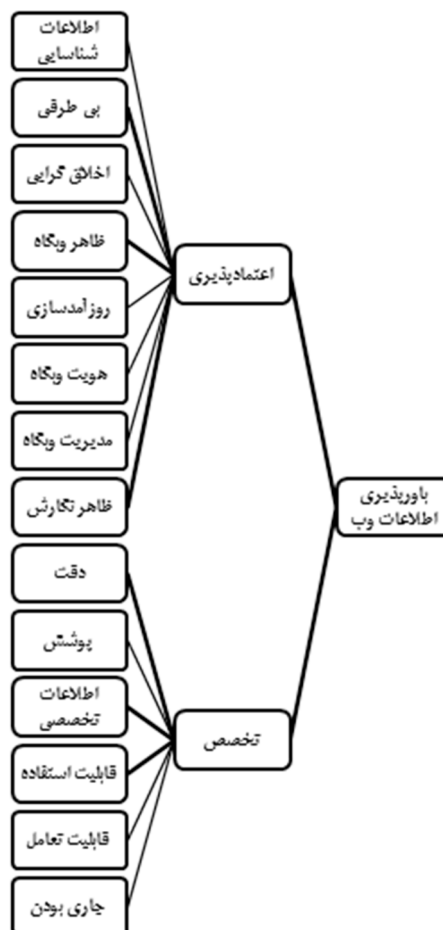 باورپذیری
اطلاعات وب
اعتمادپذیری
اطلاعات
شناسایی
بی طرفی
اخلاق گرایی
ظاهر وبگاه
روزآمدسازی
هویت وبگاه
مدیریت وبگاه
ظاهر نگارش
تخصص
دقت
پوشش
اطلاعات
تخصصی
قابلیت استفاده
قابلیت تعامل
جاری بودن